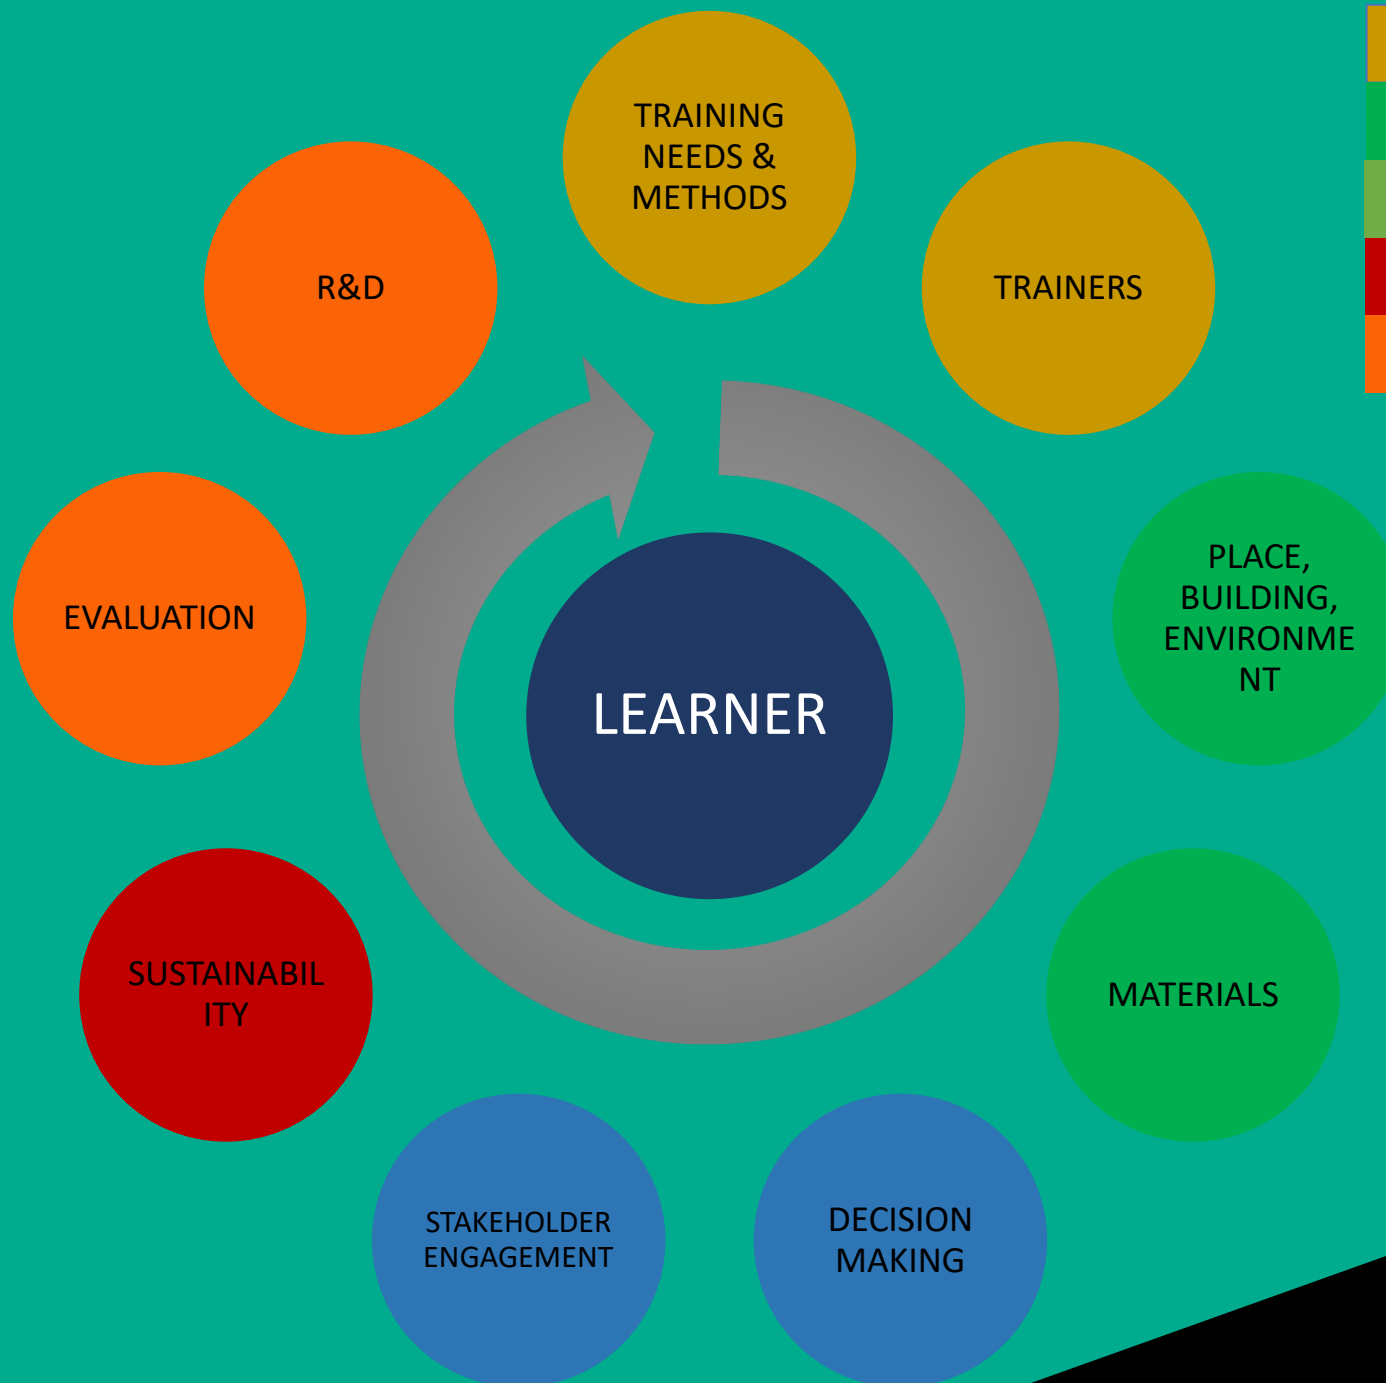 TRAINING
NEEDS &
METHODS
R&D
TRAINERS
PLACE,
BUILDING,
ENVIRONME
NT
EVALUATION
LEARNER
SUSTAINABIL
ITY
MATERIALS
STAKEHOLDER
ENGAGEMENT
DECISION
MAKING